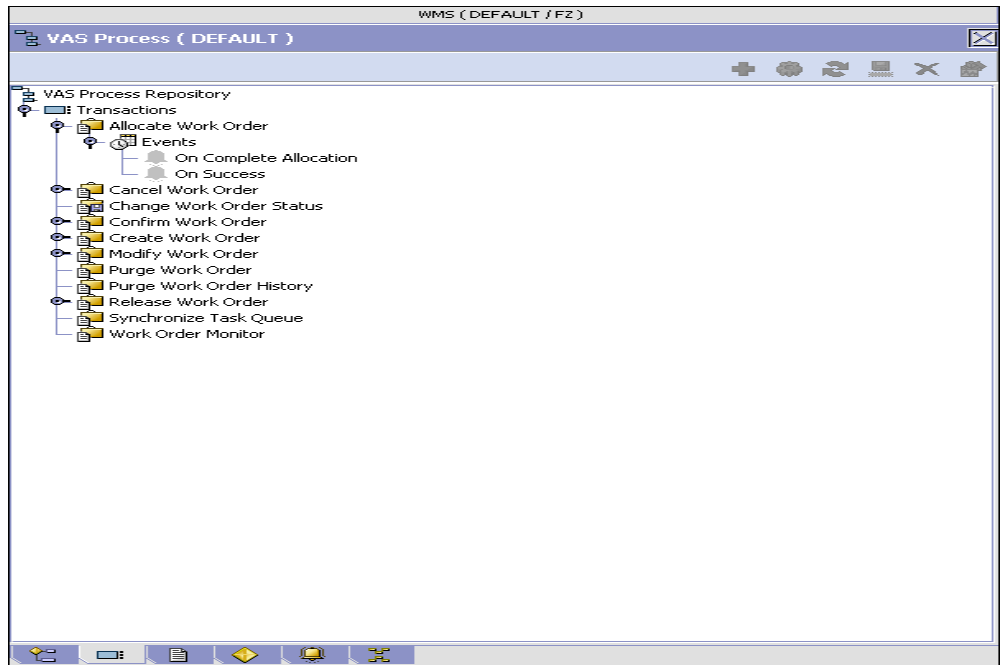 WMS ( DEFAULT / FZ )
VAS Process ( DEFAULT )
VAS Process Repository
Transactions
Allocate Work Order
Events
On Complete Allocation
On Success
Cancel Work Order
Change Work Order Status
Confirm Work Order
Create Work Order
Modify Work Order
Purge Work Order
Purge Work Order History
Release Work Order
Synchronize Task Queue
Work Order Monitor